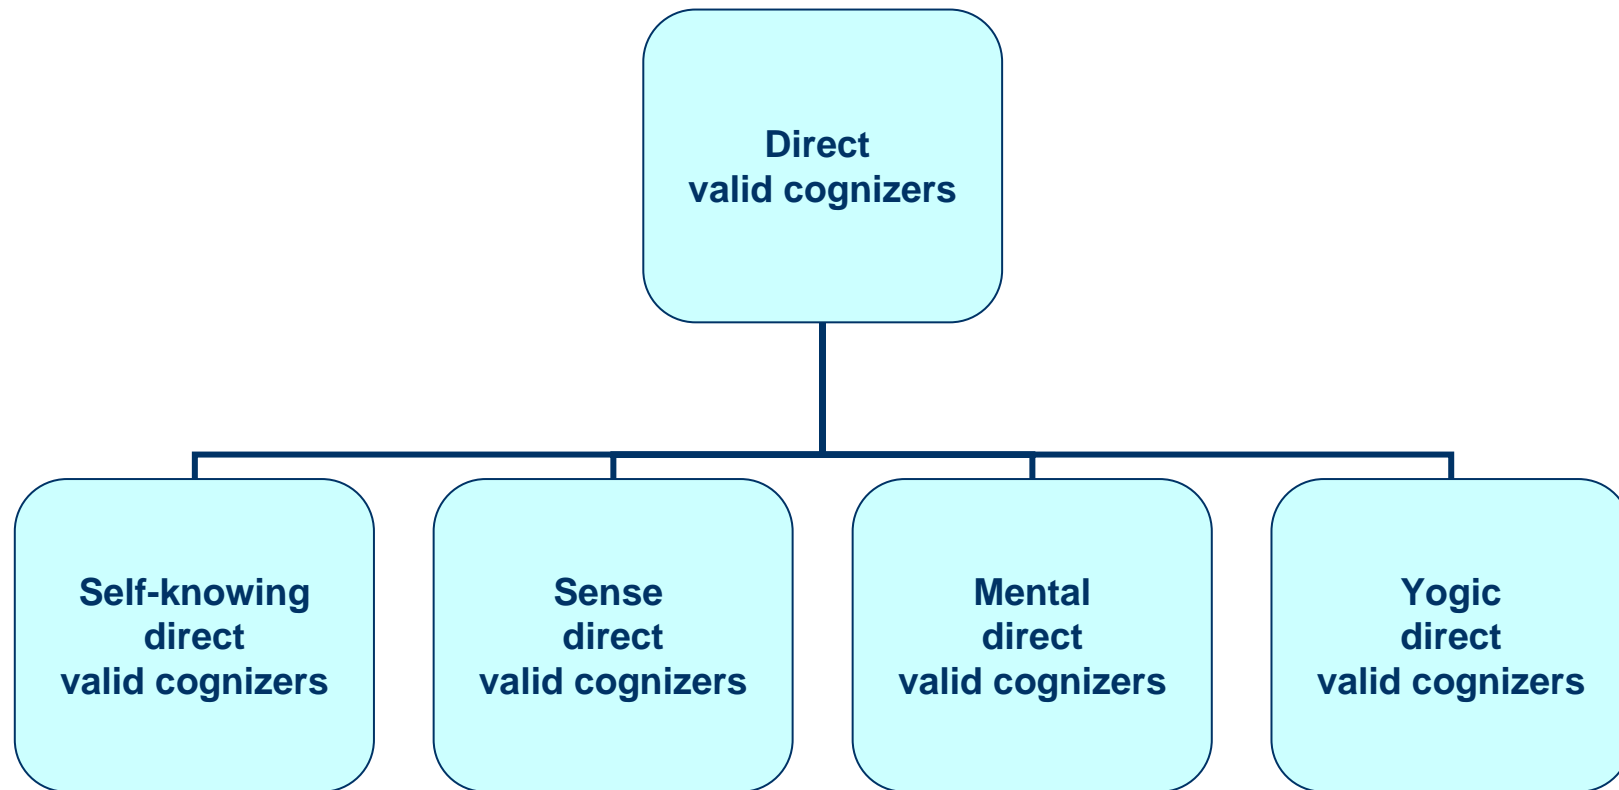 Direct
valid cognizers
Self-knowing
direct
valid cognizers
Sense
direct
valid cognizers
Mental
direct
valid cognizers
Yogic
direct
valid cognizers